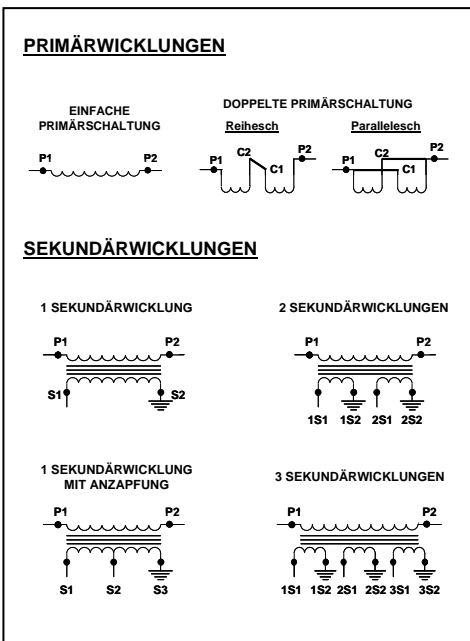 PRIMÄRWICKLUNGEN
EINFACHE
PRIMÄRSCHALTUNG
P1
P2
DOPPELTE PRIMÄRSCHALTUNG
Reihesch
P1
C2
C1
P2
Parallelesch
P1
C2
C1
P2
SEKUNDÄRWICKLUNGEN
1 SEKUNDÄRWICKLUNG
P1
P2
S1
S2
2 SEKUNDÄRWICKLUNGEN
P1
P2
1S1 1S2 2S1 2S2
1 SEKUNDÄRWICKLUNG
MIT ANZAPFUNG
P1
P2
S1 S2 S3
3 SEKUNDÄRWICKLUNGEN
P1
P2
1S1 1S2 2S1 2S2 3S1 3S2